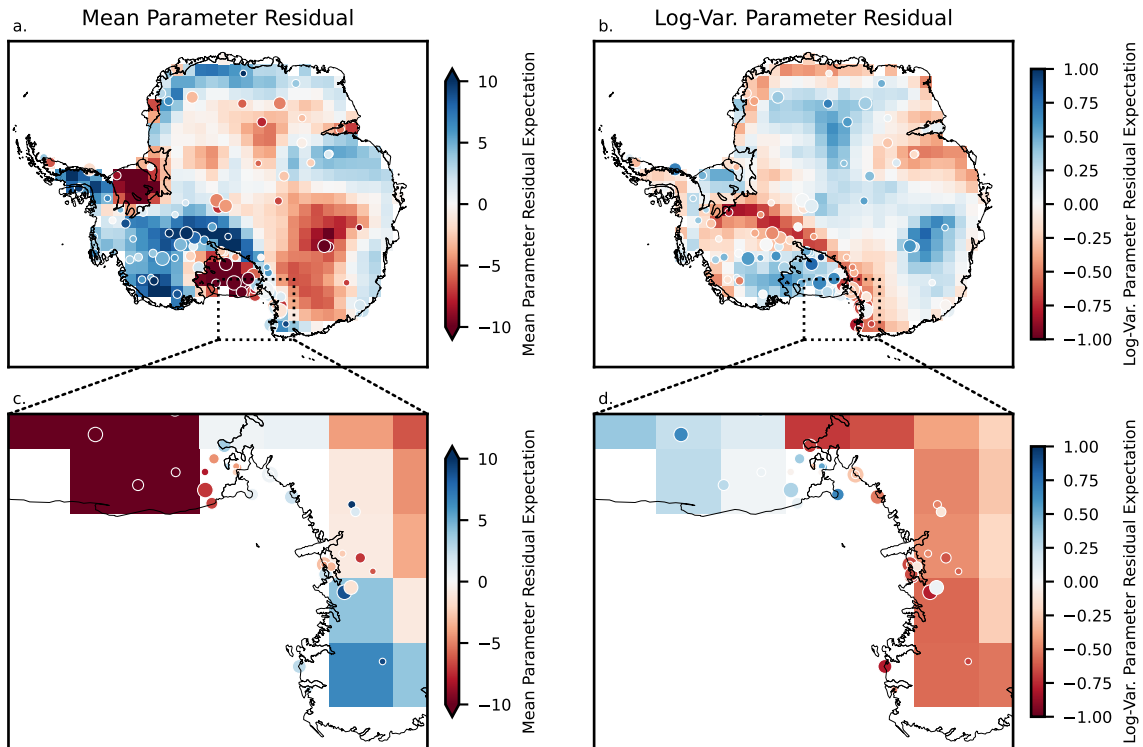 Mean Parameter Residual
Log-Var. Parameter Residual
a.
b.
10
5
0
−5
−10
Mean Parameter Residual Expectation
1.00
0.75
0.50
0.25
0.00
−0.25
−0.50
−0.75
−1.00
Log-Var. Parameter Residual Expectation
c.
d.
10
5
0
−5
−10
Mean Parameter Residual Expectation
1.00
0.75
0.50
0.25
0.00
−0.25
−0.50
−0.75
−1.00
Log-Var. Parameter Residual Expectation